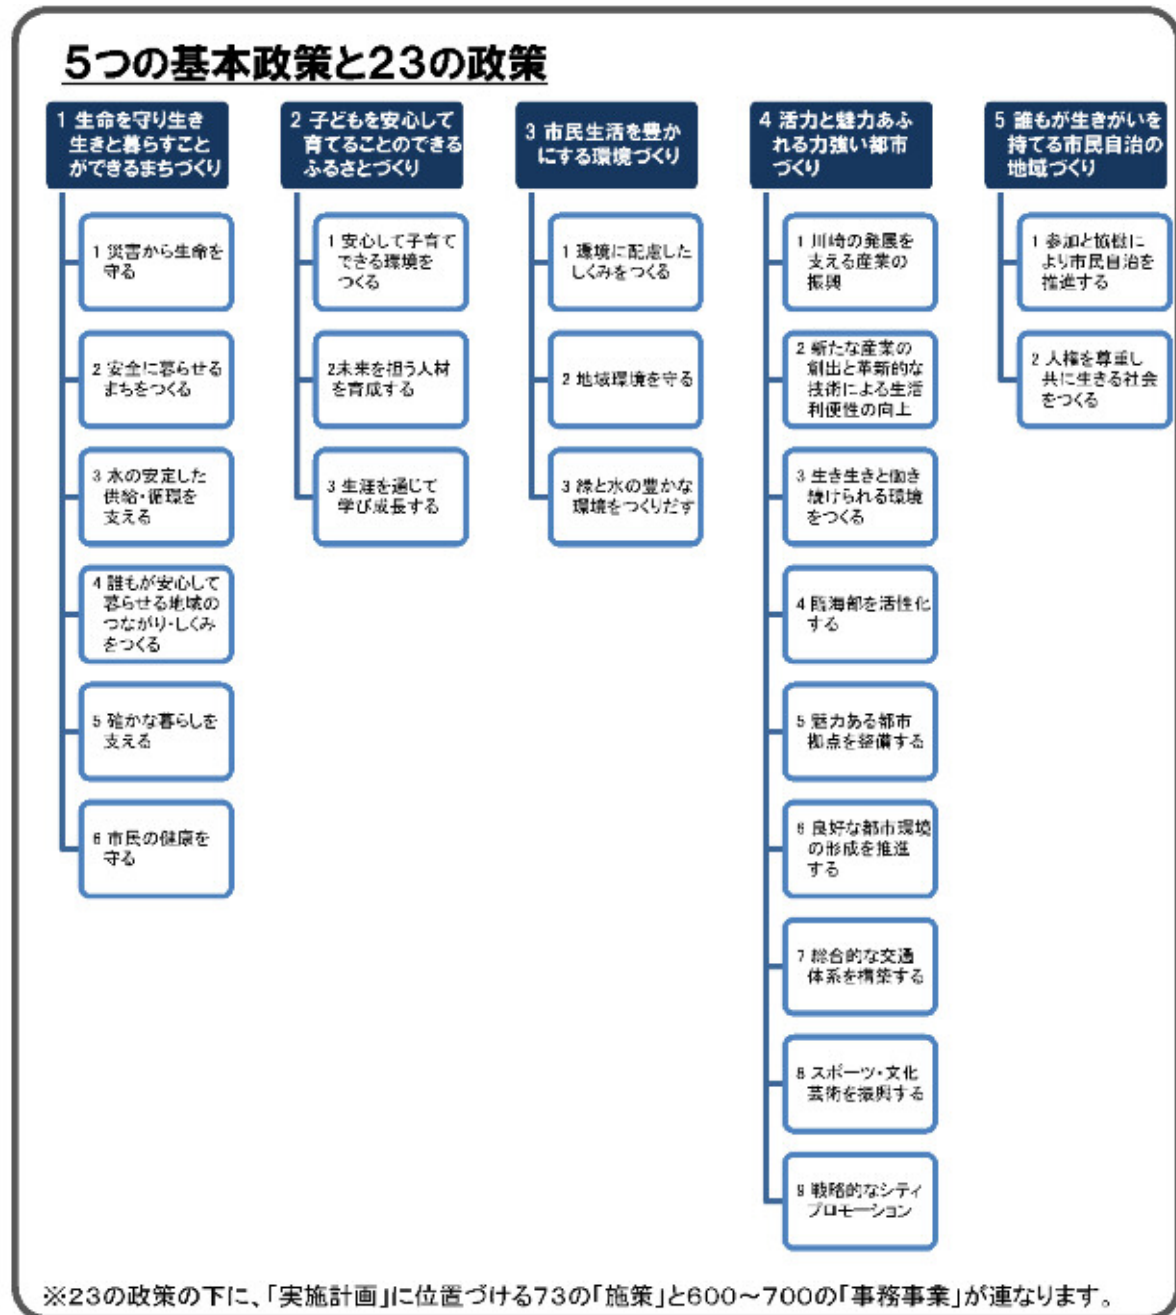 5つの基本政策と23の政策
1 生命を守り生き
生きと暮らすこと
ができるまちづくり
1 災害から生命を
守る
2 安全に暮らせる
まちをつくる
3 水の安定した
供給・循環を
支える
4 誰もが安心して
暮らせる地域の
つながり・しくみ
をつくる
5 確かな暮らしを
支える
6 市民の健康を
守る
2 子どもを安心して
育てることのできる
ふるさとづくり
1 安心して子育て
できる環境を
つくる
2未来を担う人材
を育成する
3 生涯を通じて
学び成長する
3 市民生活を豊か
にする環境づくり
1 環境に配慮した
しくみをつくる
2 地域環境を守る
3 緑と水の豊かな
環境をつくりだす
4 活力と魅力あふ
れる力強い都市
づくり
1 川崎の発展を
支える産業の
振興
2 新たな産業の
創出と革新的な
技術による生活
利便性の向上
3 生き生きと働き
続けられる環境
をつくる
4 臨海部を活性化
する
5 魅力ある都市
拠点を整備する
6 良好な都市環境
の形成を推進
する
7 総合的な交通
体系を構築する
8 スポーツ・文化
芸術を振興する
9 戦略的なシティ
プロモーション
5 誰もが生きがいを
持てる市民自治の
地域づくり
1 参加と協働に
より市民自治を
推進する
2 人権を尊重し
共に生きる社会
をつくる
※23の政策の下に、「実施計画」に位置づける73の「施策」と600～700の「事務事業」が連なります。